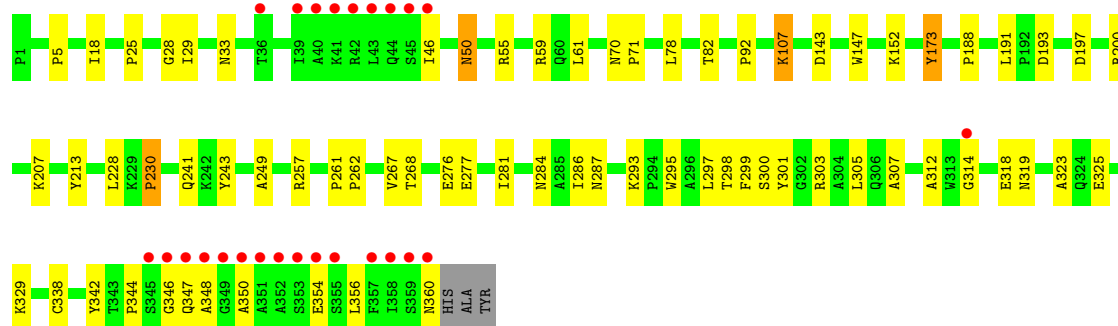 P1 P5 I18 P25 G28 I29 N33 T36 I39 A40 K41 R42 L43 Q44 S45 I46 N50 R55 R59 Q60 L61 N70 P71 L78 T82 P92 K107 D143 W147 K152 Y173 P188 L191 P192 D193 D197
K207 Y213 L228 K229 P230 Q241 K242 Y243 A249 R257 P261 P262 V267 T268 E276 E277 I281 N284 A285 I286 N287 K293 P294 W295 A296 L297 T298 F299 S300 Y301 G302 R303 A304 L305 Q306 A307 A312 W313 G314 E318 N319 A323 Q324 E325
K329 C338 Y342 T343 P344 S345 G346 Q347 A348 G349 A350 A351 A352 S353 E354 S355 L356 F357 I358 S359 N360 HIS ALA TYR